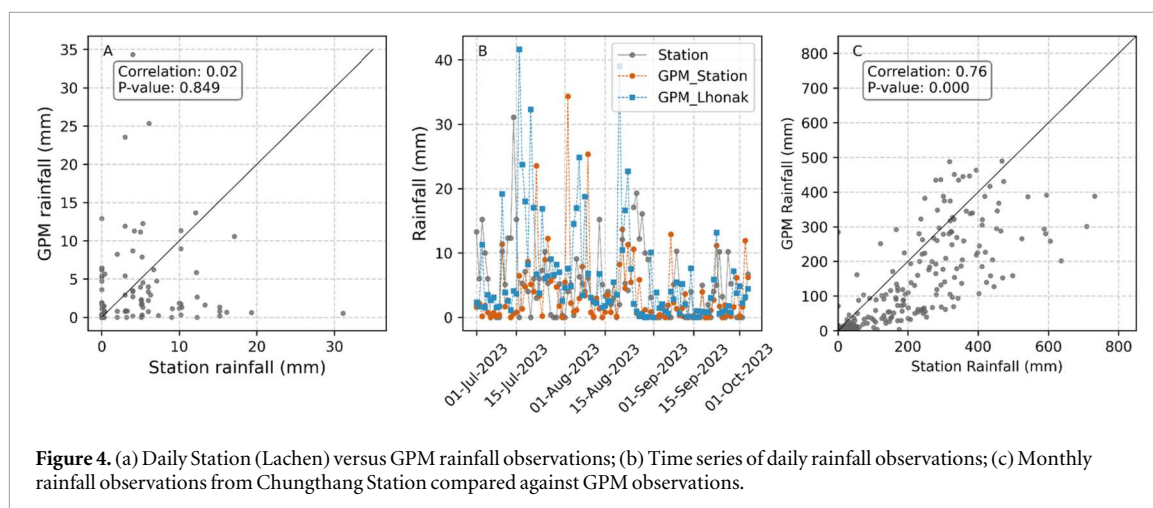 A
Correlation: 0.02
P-value: 0.849
GPM rainfall (mm)
35
30
25
20
15
10
5
0
0
10
20
30
Station rainfall (mm)
B
Station
GPM_Station
GPM_Lhonak
Rainfall (mm)
40
30
20
10
0
01-Jul-2023
15-Jul-2023
01-Aug-2023
15-Aug-2023
01-Sep-2023
15-Sep-2023
01-Oct-2023
C
Correlation: 0.76
P-value: 0.000
GPM Rainfall (mm)
800
700
600
500
400
300
200
100
0
0
200
400
600
800
Station Rainfall (mm)
Figure 4. (a) Daily Station (Lachen) versus GPM rainfall observations; (b) Time series of daily rainfall observations; (c) Monthly
rainfall observations from Chungthang Station compared against GPM observations.